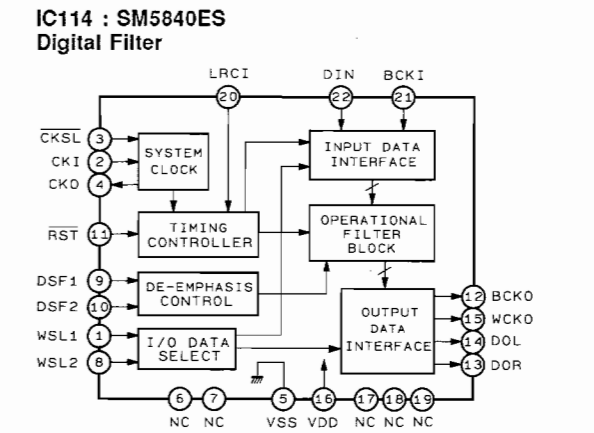 IC114 : SM5840ES
Digital Filter
LRCI
DIN
BCKI
20
22
21
CKSL 3
CKI 2
CKO 4
SYSTEM
CLOCK
INPUT DATA
INTERFACE
RST 11
TIMING
CONTROLLER
OPERATIONAL
FILTER
BLOCK
DSF1 9
DSF2 10
DE-EMPHASIS
CONTROL
WSL1 1
WSL2 8
I/O DATA
SELECT
OUTPUT
DATA
INTERFACE
12 BCKO
15 WCKO
14 DOL
13 DOR
6 7 5 16 17 18 19
NC NC VSS VDD NC NC NC